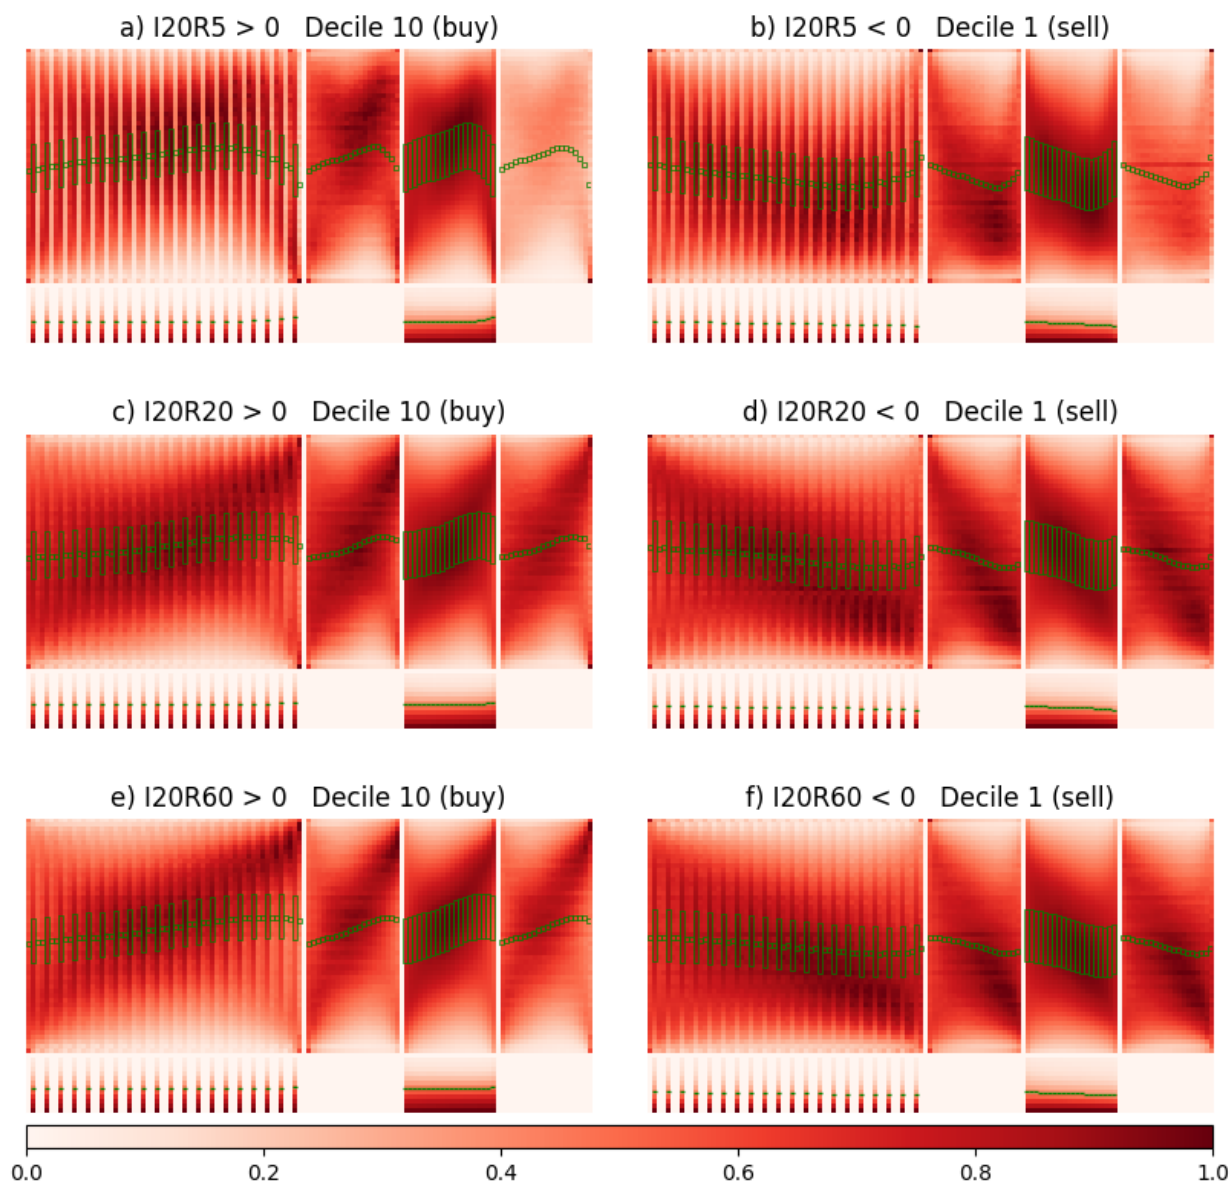 a) I20R5 > 0 Decile 10 (buy)
b) I20R5 < 0 Decile 1 (sell)
c) I20R20 > 0 Decile 10 (buy)
d) I20R20 < 0 Decile 1 (sell)
e) I20R60 > 0 Decile 10 (buy)
f) I20R60 < 0 Decile 1 (sell)
0.0 0.2 0.4 0.6 0.8 1.0